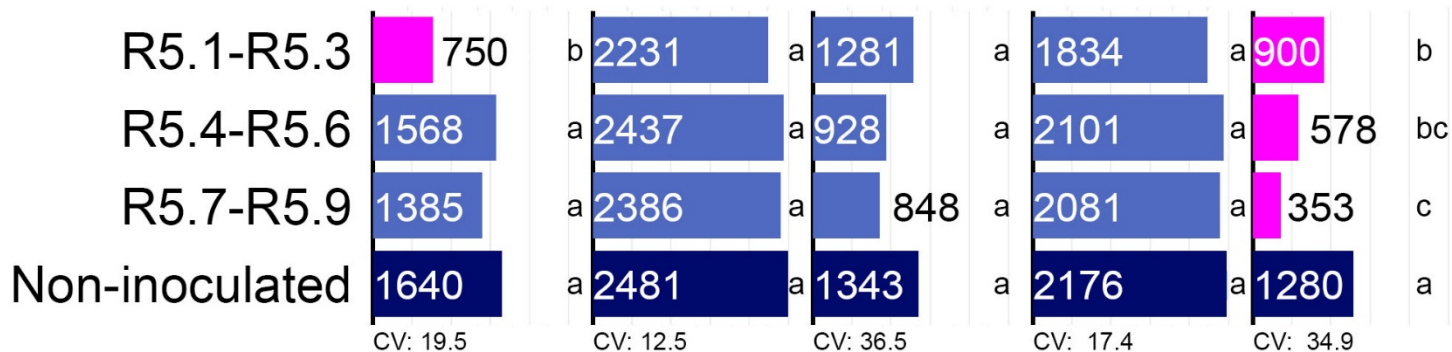 R5.1-R5.3 750 b 2231 a 1281 a 1834 a 900 b
R5.4-R5.6 1568 a 2437 a 928 a 2101 a 578 bc
R5.7-R5.9 1385 a 2386 a 848 a 2081 a 353 c
Non-inoculated 1640 a 2481 a 1343 a 2176 a 1280 a
CV: 19.5 CV: 12.5 CV: 36.5 CV: 17.4 CV: 34.9